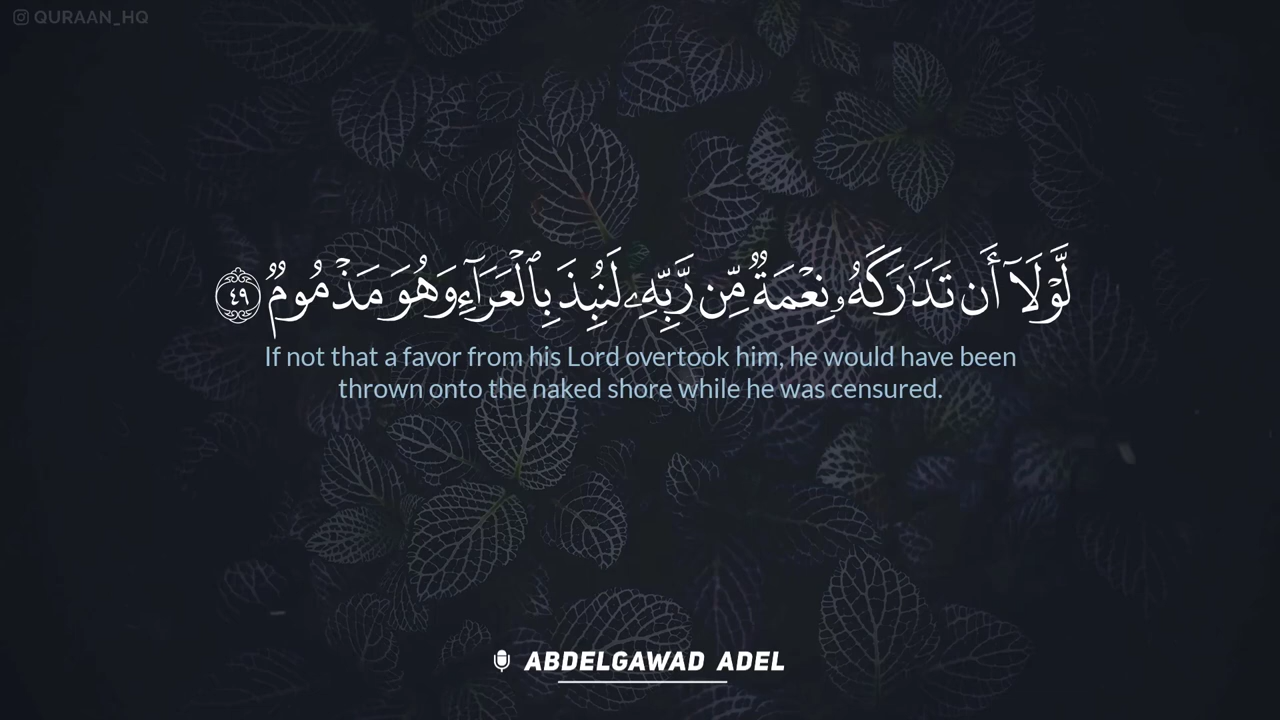 QURAAN_HQ
لَّوْلَآ أَن تَدَارَكَهُۥ نِعْمَةٌ مِّن رَّبِّهِۦ لَنُبِذَ بِٱلْعَرَآءِ وَهُوَ مَذْمُومٌ ٤٩
If not that a favor from his Lord overtook him, he would have been
thrown onto the naked shore while he was censured.
ABDELGAWAD ADEL